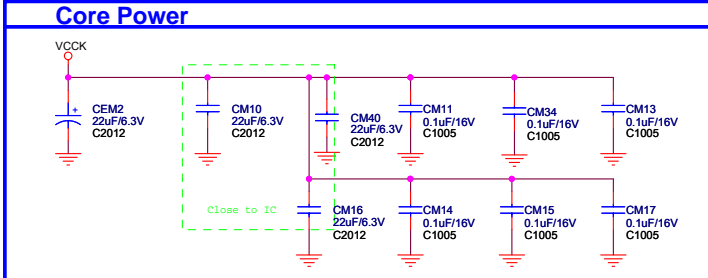 Core Power
VCCK
+
CEM2
22uF/6.3V
C2012
CM10
22uF/6.3V
C2012
CM40
22uF/6.3V
C2012
CM11
0.1uF/16V
C1005
CM34
0.1uF/16V
C1005
CM13
0.1uF/16V
C1005
Close to IC
CM16
22uF/6.3V
C2012
CM14
0.1uF/16V
C1005
CM15
0.1uF/16V
C1005
CM17
0.1uF/16V
C1005